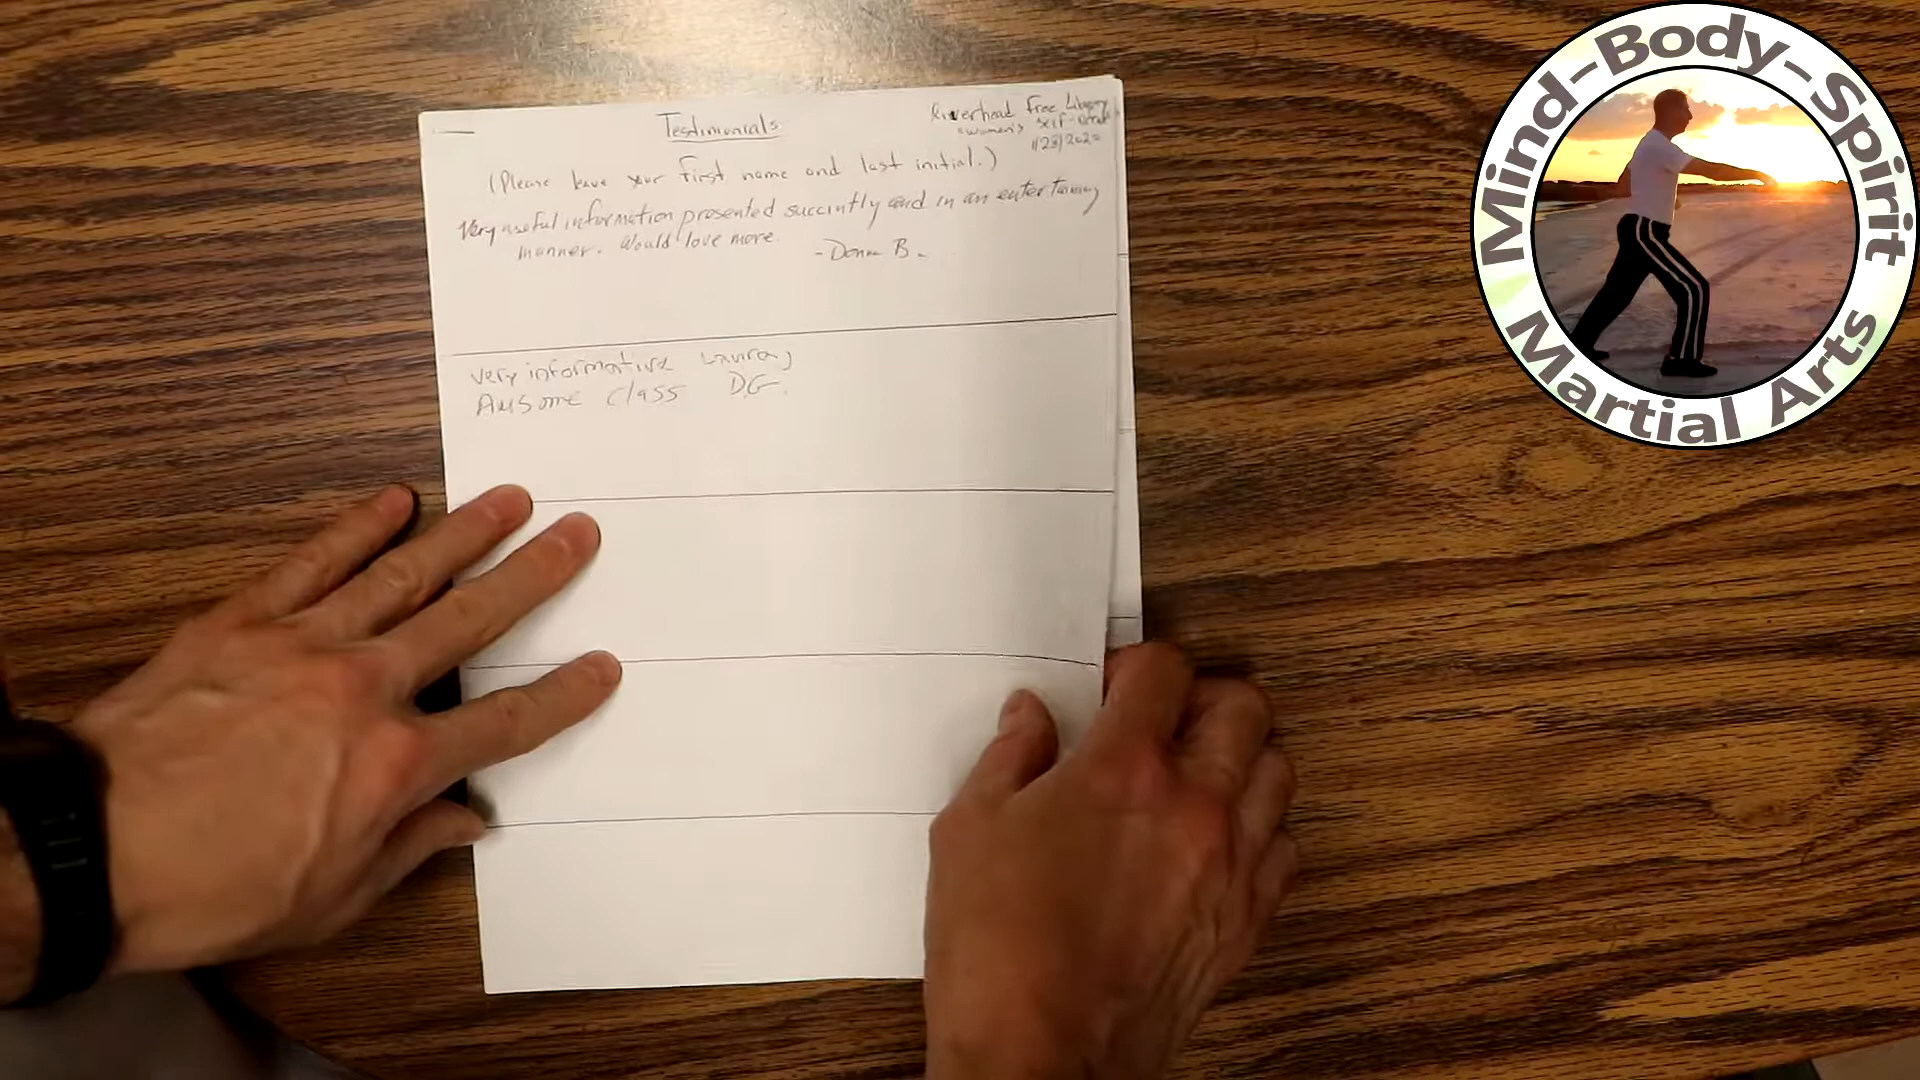 Testimonials
Riverhead Free Library
"Women's Self-
1/23/2020
(Please leave your first name and last initial.)
Very useful information presented succintly and in an entertaining
manner. Would love more.
- Donna B.
very informative Laura,
Awsome class DG.
Mind-Body-Spirit
Martial Arts